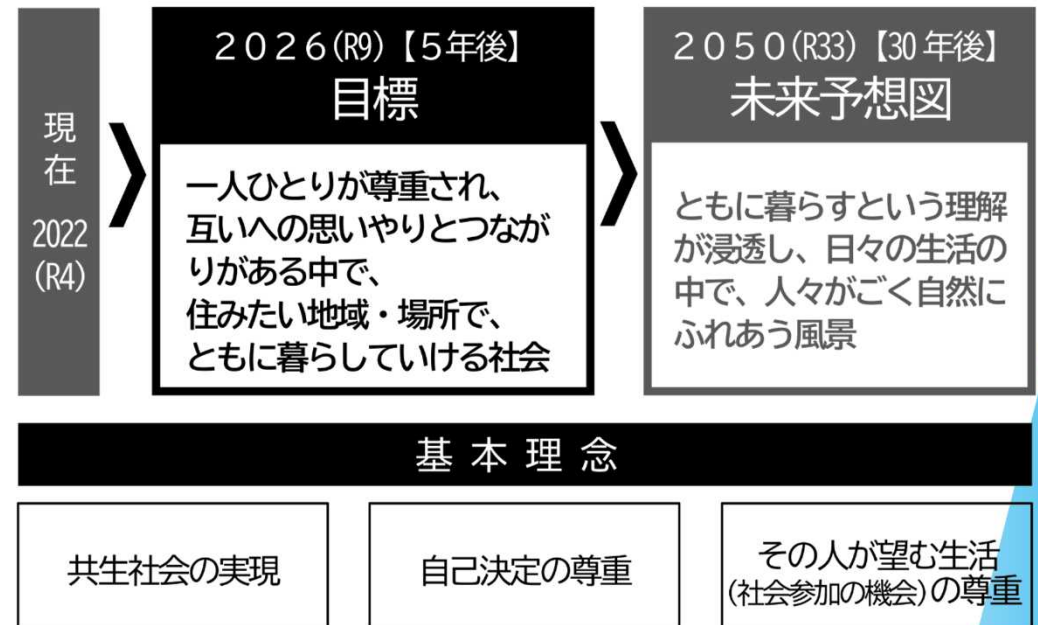 現在
2022
(R4)
2026(R9)【5年後】
目標
一人ひとりが尊重され、
互いへの思いやりとつなが
りがある中で、
住みたい地域・場所で、
ともに暮らしていける社会
2050(R33)【30年後】
未来予想図
ともに暮らすという理解
が浸透し、日々の生活の
中で、人々がごく自然に
ふれあう風景
基本理念
共生社会の実現
自己決定の尊重
その人が望む生活
(社会参加の機会)の尊重